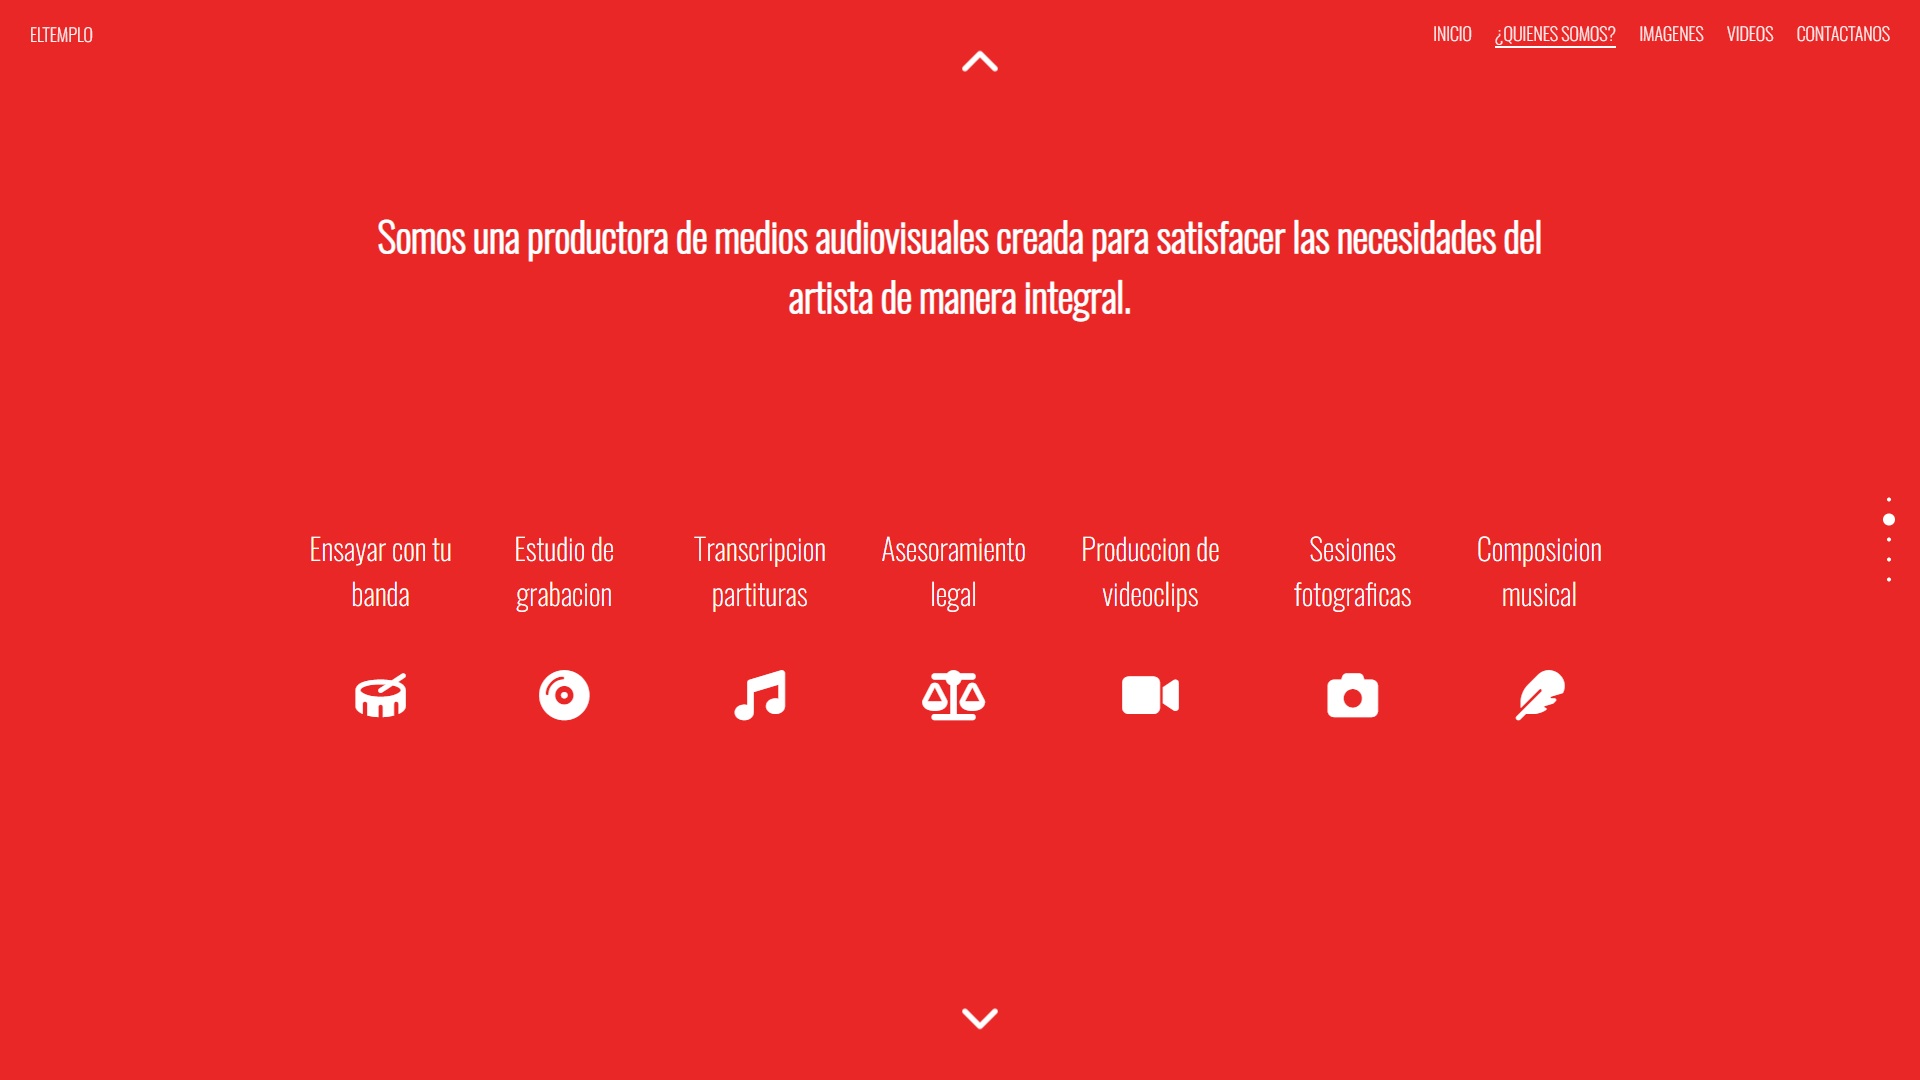 ELTEMPLO
INICIO ¿QUIENES SOMOS? IMAGENES VIDEOS CONTACTANOS
Somos una productora de medios audiovisuales creada para satisfacer las necesidades del
artista de manera integral.
Ensayar con tu
banda
Estudio de
grabacion
Transcripcion
partituras
Asesoramiento
legal
Produccion de
videoclips
Sesiones
fotograficas
Composicion
musical